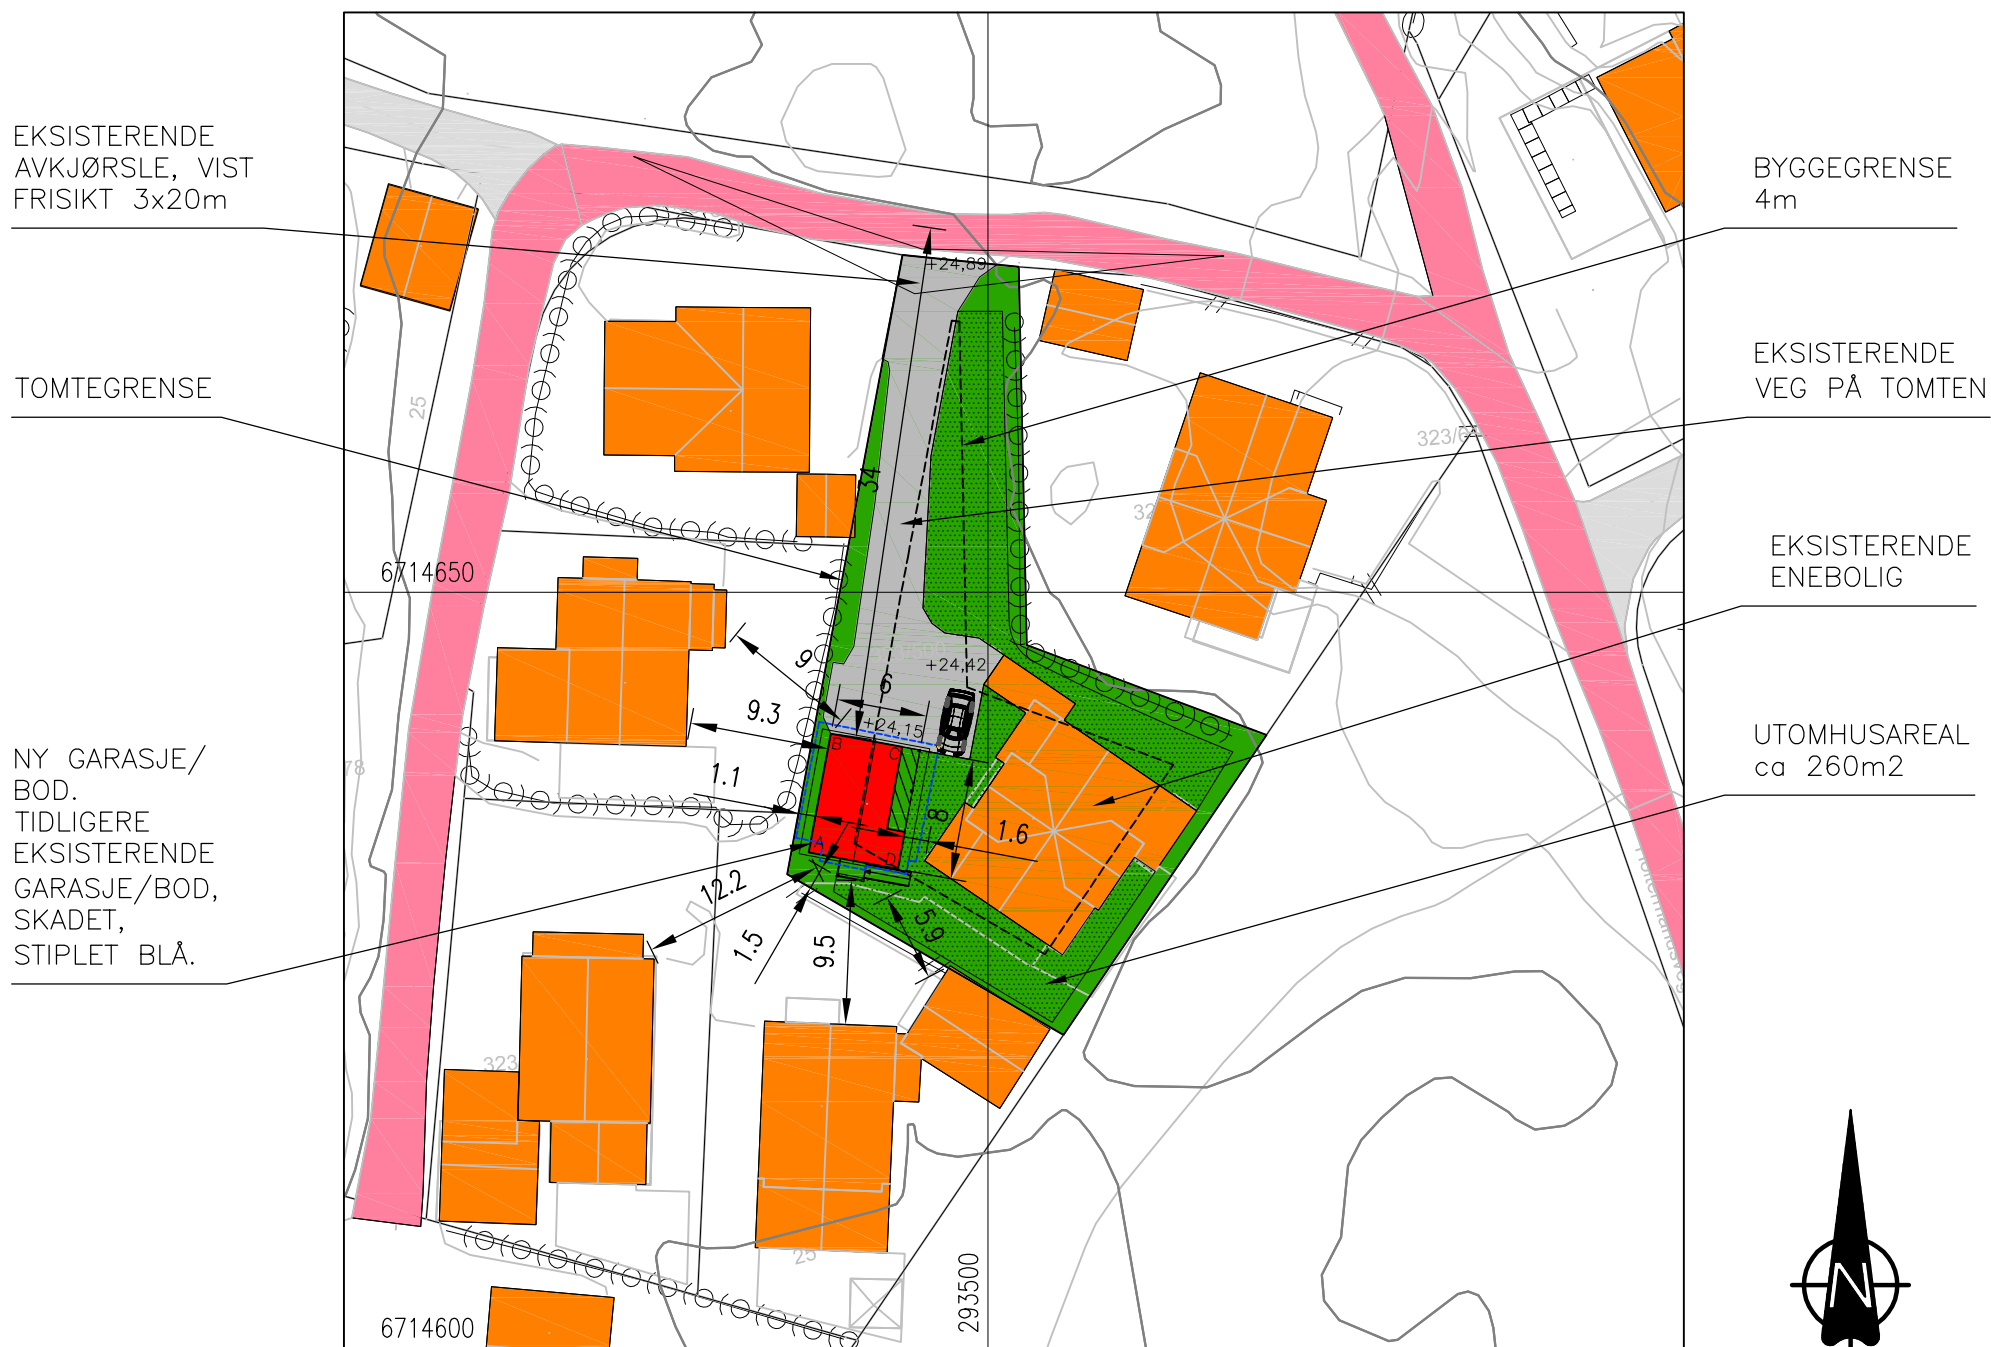 EKSISTERENDE
AVKJØRSLE, VIST
FRISIKT 3x20m
TOMTEGRENSE
NY GARASJE/
BOD.
TIDLIGERE
EKSISTERENDE
GARASJE/BOD,
SKADET,
STIPLET BLÅ.
BYGGEGRENSE
4m
EKSISTERENDE
VEG PÅ TOMTEN
EKSISTERENDE
ENEBOLIG
UTOMHUSAREAL
ca 260m2
+24,89
25
34
6714650
+24,42
9
6
9.3
+24,15
B
C
78
1.1
8
1.6
A
D
12.2
1.5
9.5
5.9
323
25
293500
6714600
N